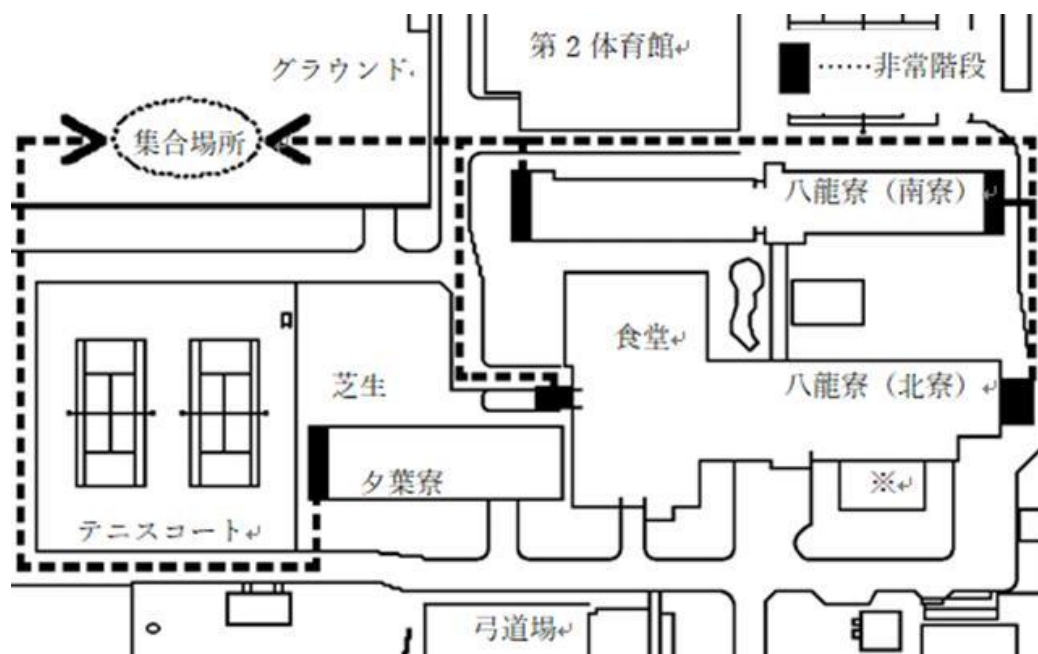 第 2 体育館↵
グラウンド↵
……非常階段
集合場所
↵
八龍寮（南寮）↵
食堂↵
芝生
八龍寮（北寮）↵
夕葉寮
※↵
テニスコート↵
弓道場↵